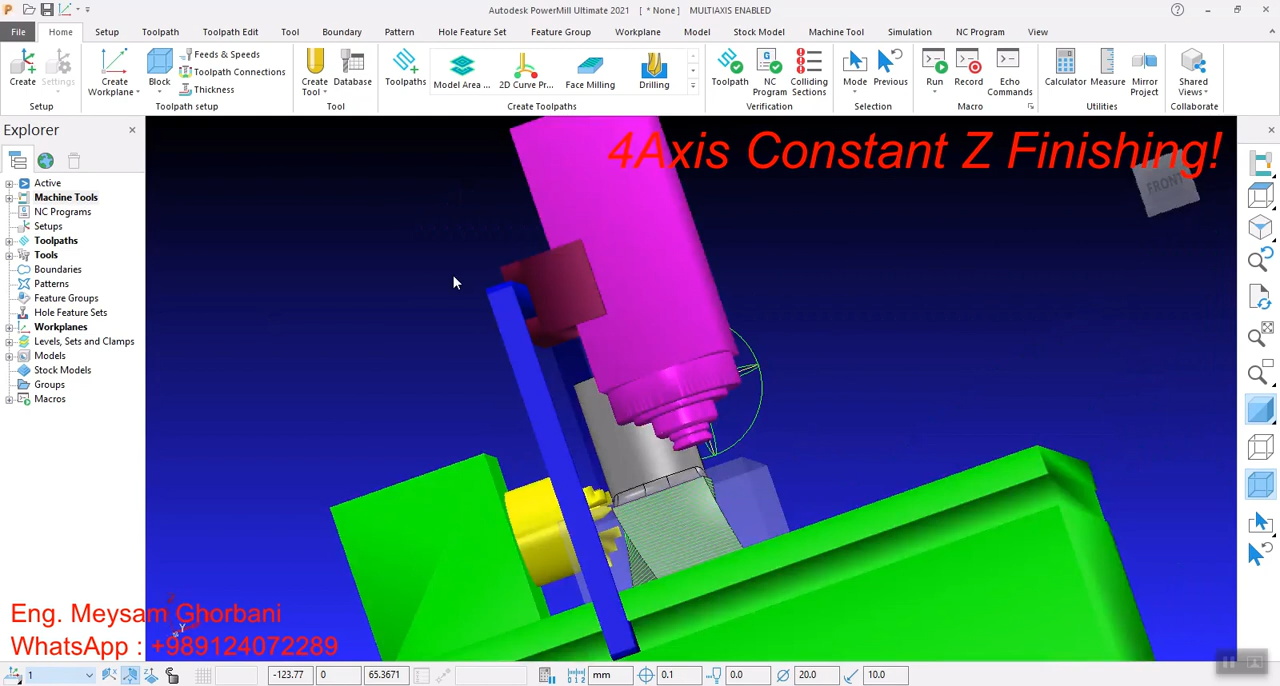 Autodesk PowerMill Ultimate 2021 [ * None ] MULTIAXIS ENABLED
File Home Setup Toolpath Toolpath Edit Tool Boundary Pattern Hole Feature Set Feature Group Workplane Model Stock Model Machine Tool Simulation NC Program View
Create
Settings
Setup
Create
Workplane
Block
Feeds & Speeds
Toolpath Connections
Thickness
Toolpath setup
Create
Tool
Database
Tool
Toolpaths
Model Area ...
2D Curve Pr...
Face Milling
Drilling
Create Toolpaths
Toolpath
NC
Program
Colliding
Sections
Verification
Mode
Previous
Selection
Run
Record
Echo
Commands
Macro
Calculator
Measure
Mirror
Project
Utilities
Shared
Views
Collaborate
Explorer
Active
Machine Tools
NC Programs
Setups
Toolpaths
Tools
Boundaries
Patterns
Feature Groups
Hole Feature Sets
Workplanes
Levels, Sets and Clamps
Models
Stock Models
Groups
Macros
4Axis Constant Z Finishing!
FRONT
Eng. Meysam Ghorbani
WhatsApp : +989124072289
Y
1 -123.77 0 65.3671 mm 0.1 0.0 20.0 10.0